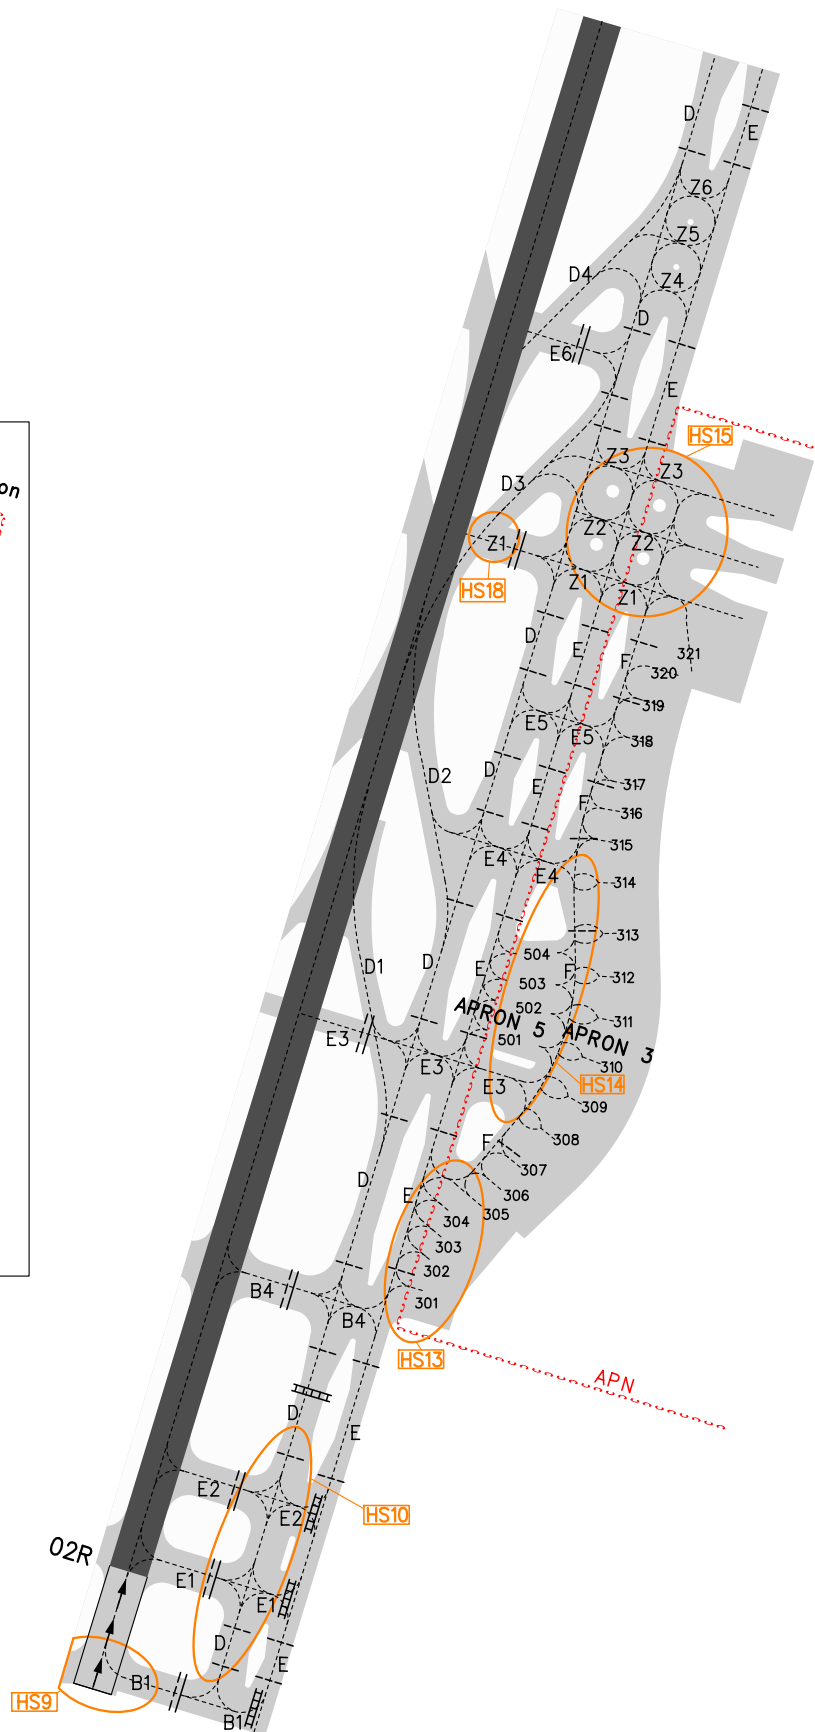 D
E
Z6
Z5
D4
Z4
D
E6
E
HS15
Z3
Z3
D3
on
Z2
Z1
Z2
HS18
Z1
Z1
D
E
F
321
320
319
E5
E5
318
D2
D
E
317
F
316
315
E4
E4
314
313
504
D
D1
E
F
312
503
APRON 5
502
APRON 3
311
501
E3
E3
310
E3
HS14
309
308
F
307
D
E
306
305
304
303
302
B4
301
B4
HS13
APN
D
E
E2
HS10
E2
O2R
E1
E1
D
E
B1
HS9
B1